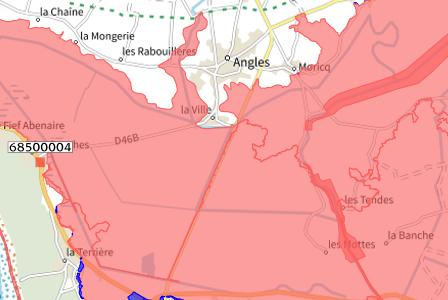 la Chaîne
la Mongerie
les Rabouillères
Angles
Moricq
la Ville
Fief Abenaire
D46B
68500004
les Tendes
la Banche
les Mottes
la Terrière